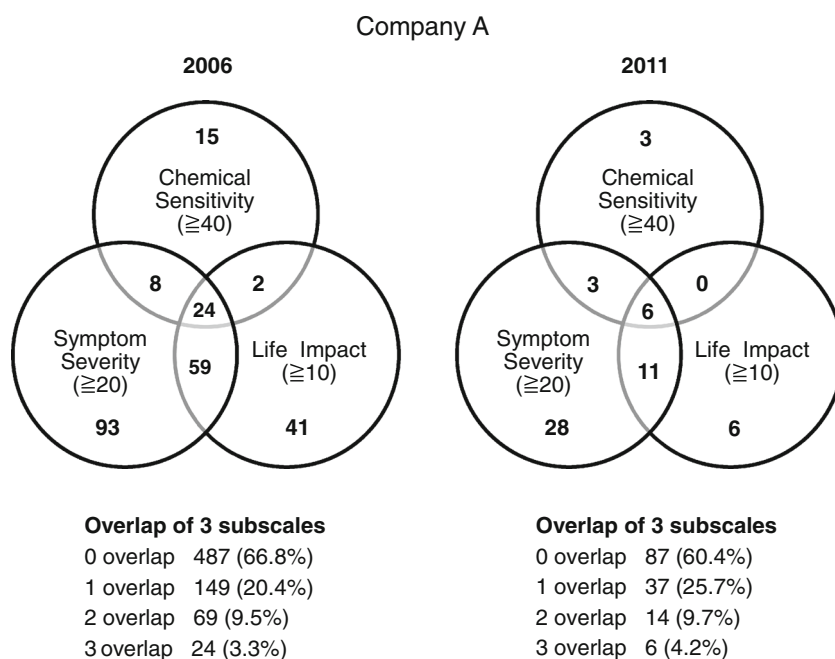 Company A
2006
15
Chemical
Sensitivity
(≧40)
8
2
24
Symptom
Severity
(≧20)
Life Impact
(≧10)
59
93
41
Overlap of 3 subscales
0 overlap 487 (66.8%)
1 overlap 149 (20.4%)
2 overlap 69 (9.5%)
3 overlap 24 (3.3%)
2011
3
Chemical
Sensitivity
(≧40)
3
0
6
Symptom
Severity
(≧20)
Life Impact
(≧10)
11
28
6
Overlap of 3 subscales
0 overlap 87 (60.4%)
1 overlap 37 (25.7%)
2 overlap 14 (9.7%)
3 overlap 6 (4.2%)